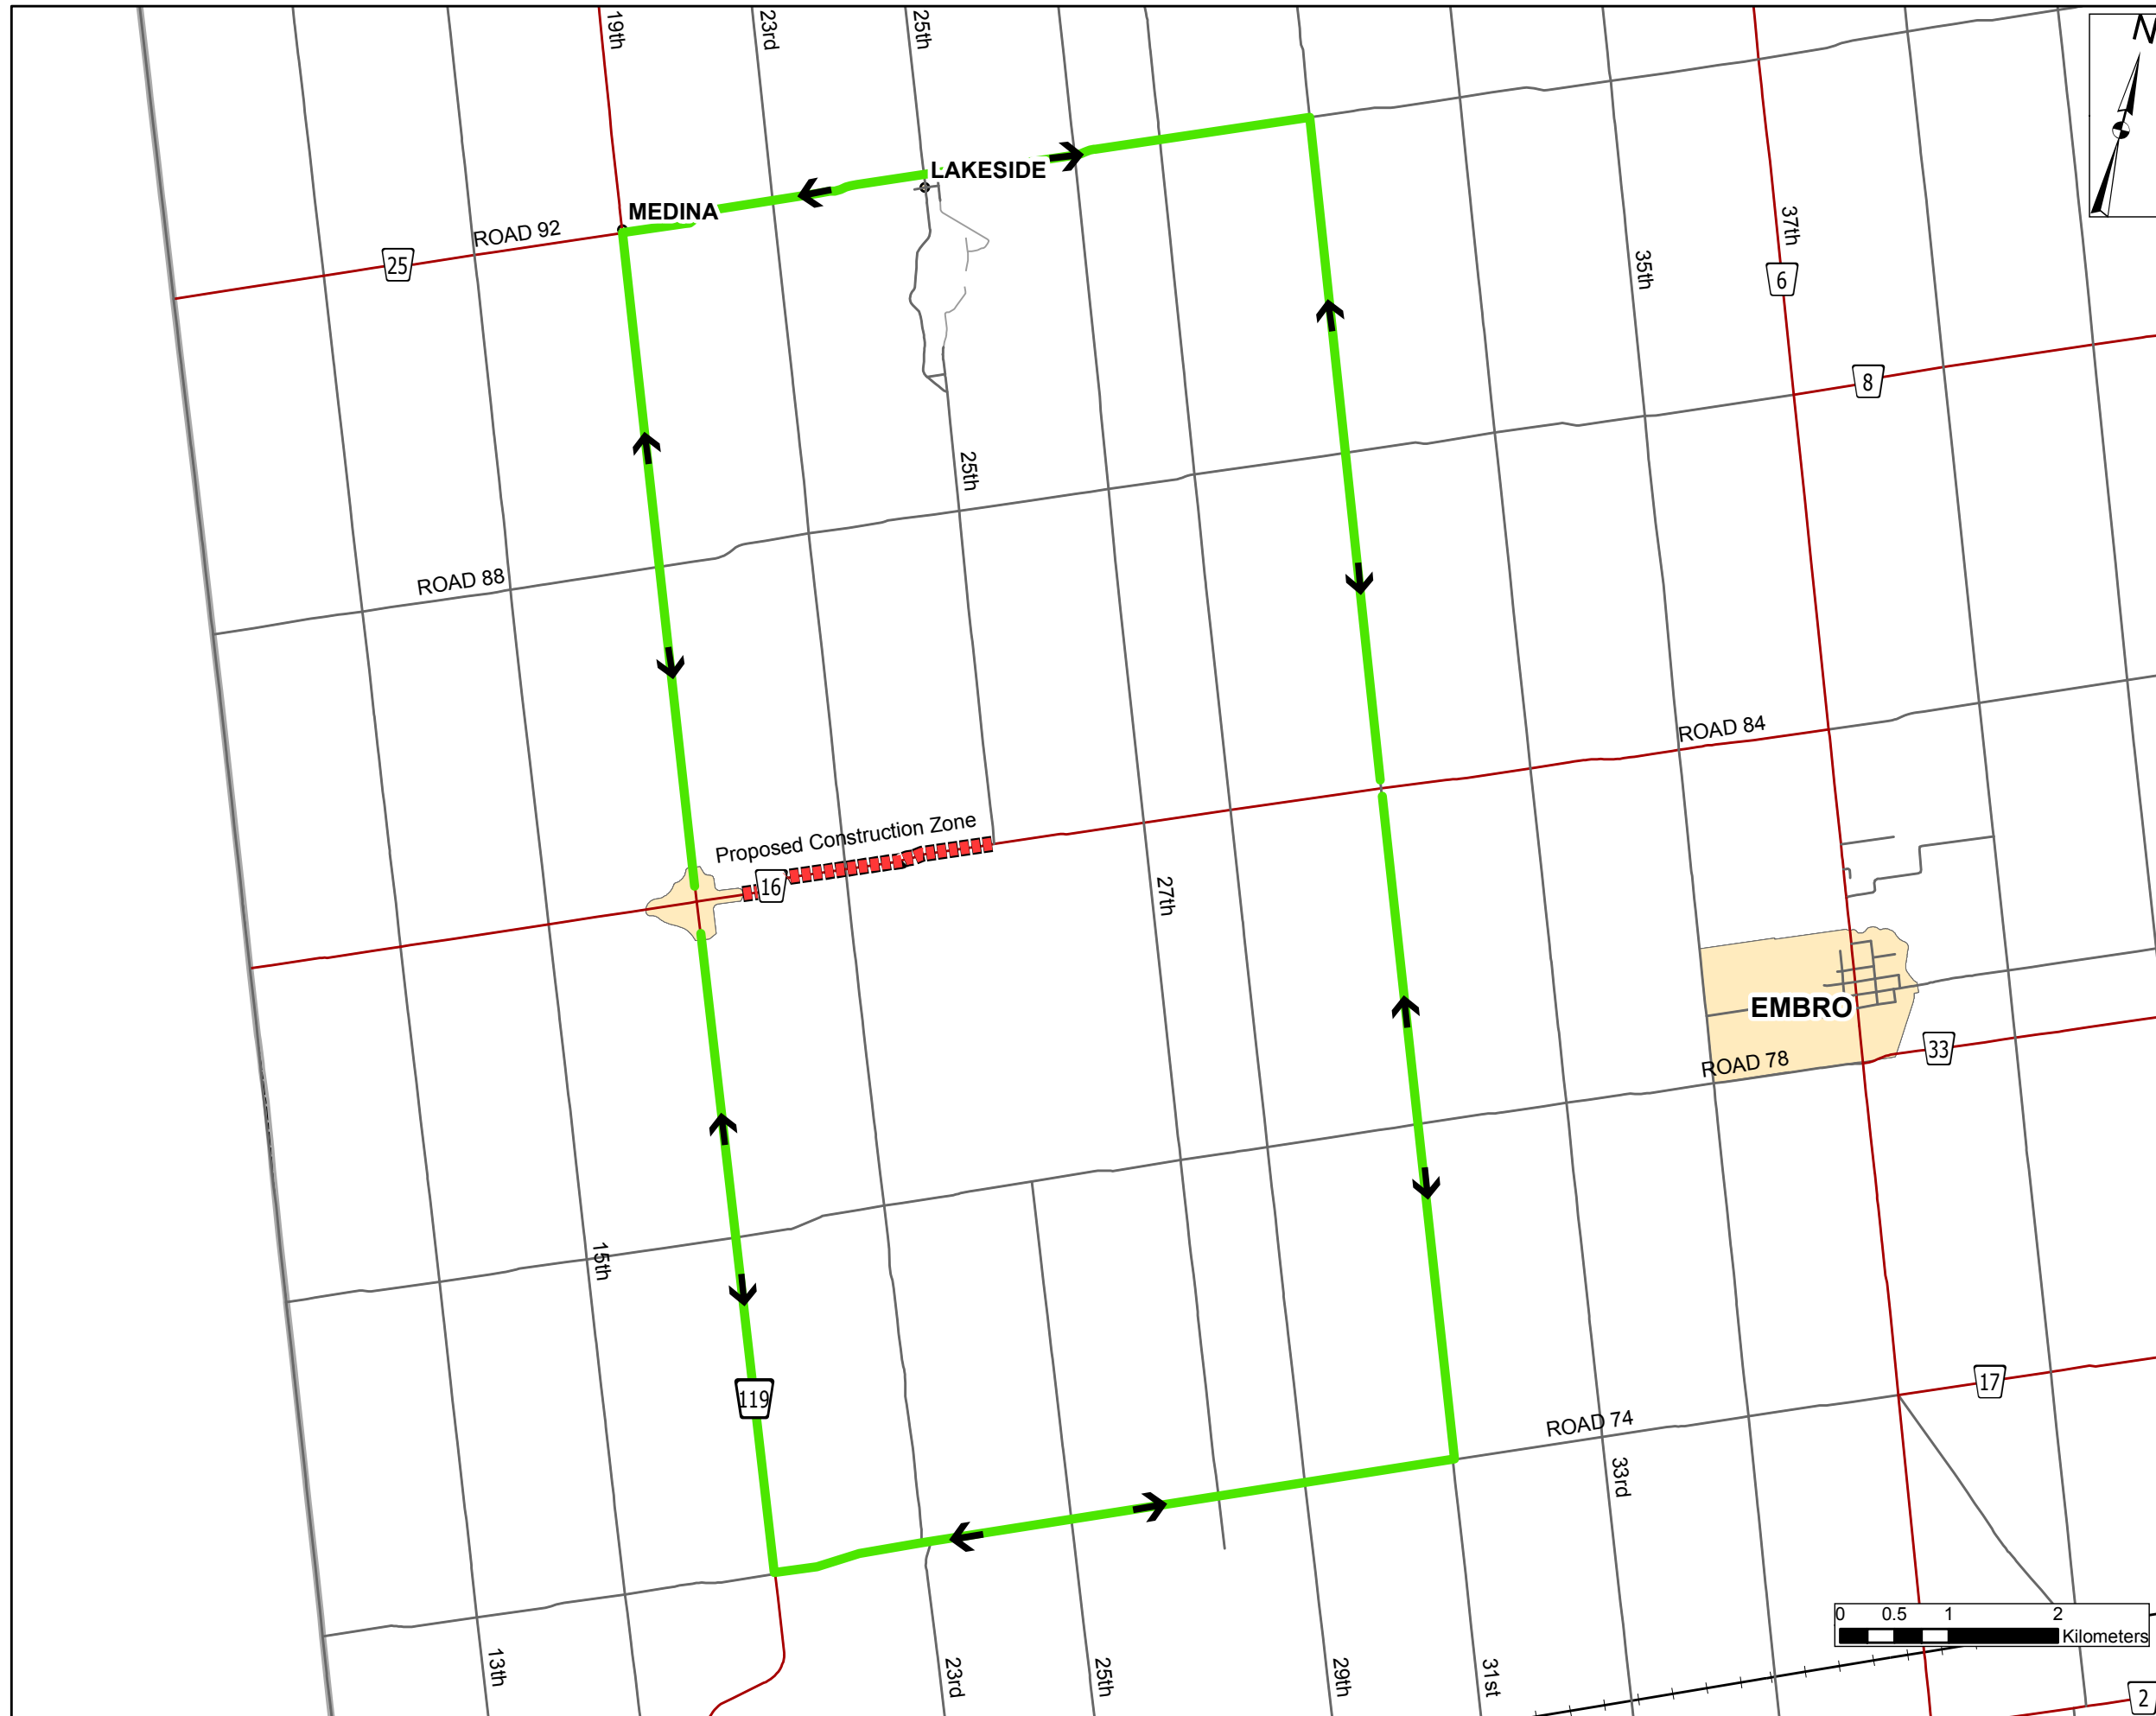 19th
23rd
25th
N
LAKESIDE
MEDINA
ROAD 92
25
37th
35th
6
8
25th
ROAD 88
ROAD 84
Proposed Construction Zone
16
27th
EMBRO
33
ROAD 78
15th
17
119
ROAD 74
33rd
0 0.5 1 2
Kilometers
13th
23rd
25th
29th
31st
2